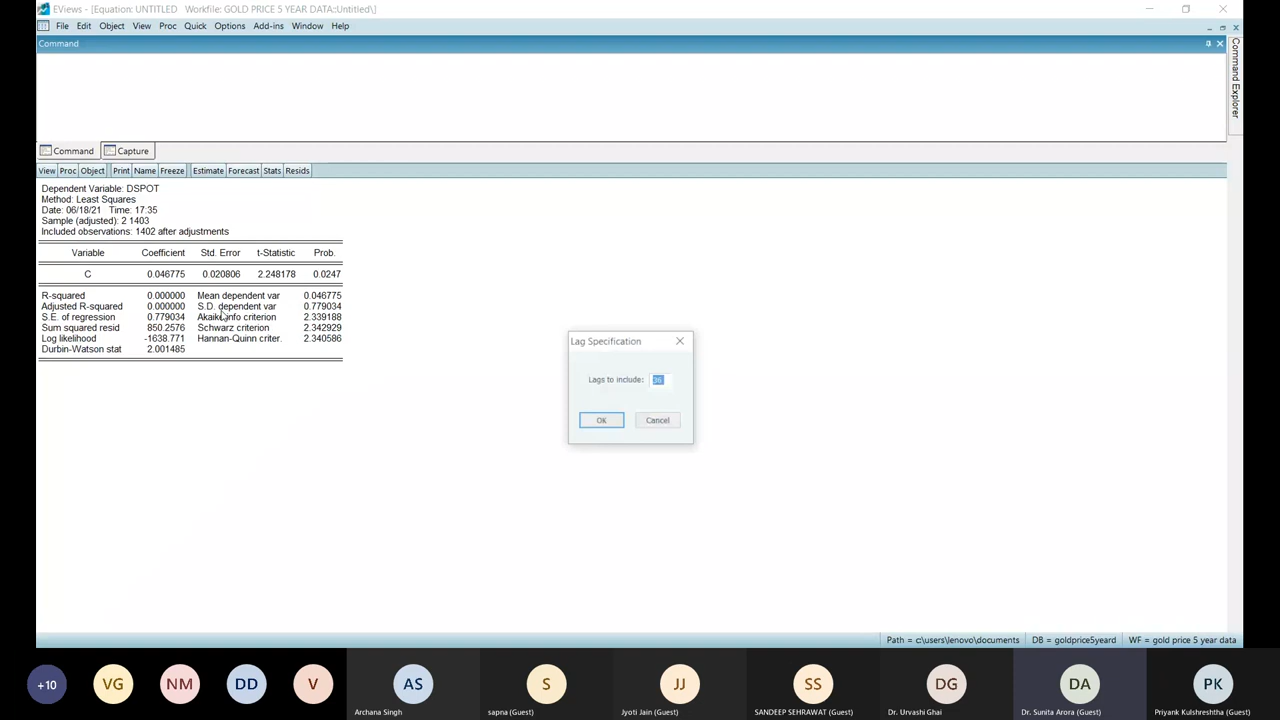 EViews - [Equation: UNTITLED   Workfile: GOLD PRICE 5 YEAR DATA::Untitled\]
File Edit Object View Proc Quick Options Add-ins Window Help
Command
Command Explorer
Command Capture
View Proc Object Print Name Freeze Estimate Forecast Stats Resids
Dependent Variable: DSPOT
Method: Least Squares
Date: 06/18/21 Time: 17:35
Sample (adjusted): 2 1403
Included observations: 1402 after adjustments
Variable Coefficient Std. Error t-Statistic Prob.
C 0.046775 0.020806 2.248178 0.0247
R-squared 0.000000 Mean dependent var 0.046775
Adjusted R-squared 0.000000 S.D. dependent var 0.779034
S.E. of regression 0.779034 Akaike info criterion 2.339188
Sum squared resid 850.2576 Schwarz criterion 2.342929
Log likelihood -1638.771 Hannan-Quinn criter. 2.340586
Durbin-Watson stat 2.001485
Lag Specification
Lags to include: 36
OK Cancel
Path = c:\users\lenovo\documents DB = goldprice5yeard WF = gold price 5 year data
+10 VG NM DD V AS S JJ SS DG DA PK
Archana Singh sapna (Guest) Jyoti Jain (Guest) SANDEEP SEHRAWAT (Guest) Dr. Urvashi Ghai Dr. Sunita Arora (Guest) Priyank Kulshreshtha (Guest)